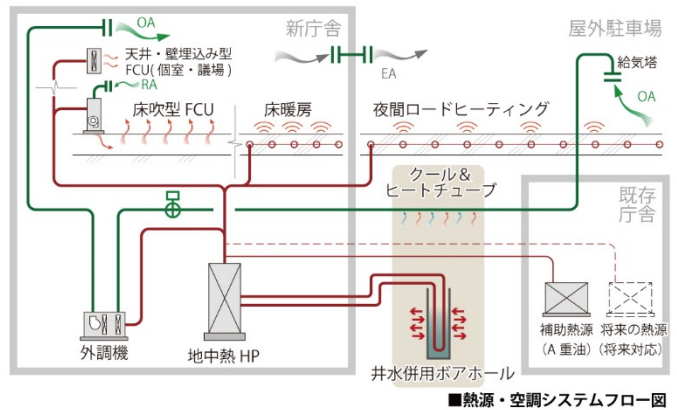 新庁舎
屋外駐車場
OA
天井・壁埋込み型
FCU(個室・議場)
RA
EA
給気塔
OA
床吹型 FCU
床暖房
夜間ロードヒーティング
クール＆
ヒートチューブ
既存
庁舎
外調機
地中熱 HP
井水併用ボアホール
補助熱源
(A 重油)
将来の熱源
(将来対応)
■熱源・空調システムフロー図